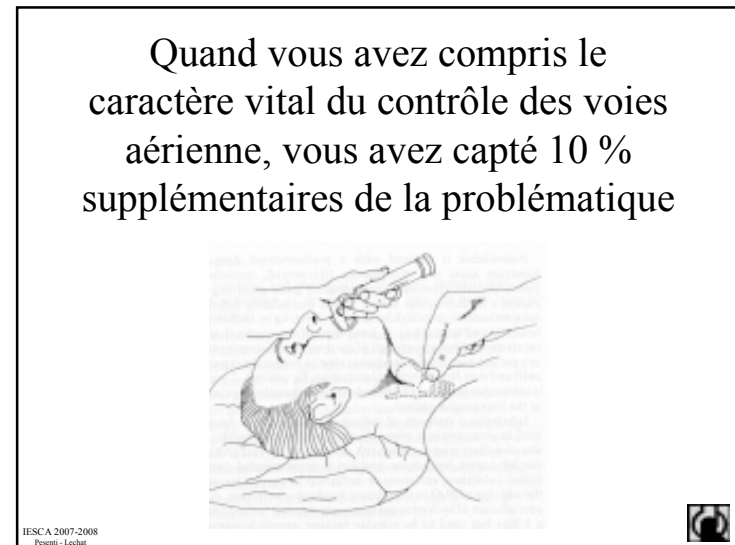 Quand vous avez compris le
caractère vital du contrôle des voies
aérienne, vous avez capté 10 %
supplémentaires de la problématique
IESCA 2007-2008
Pesenti - Lechat